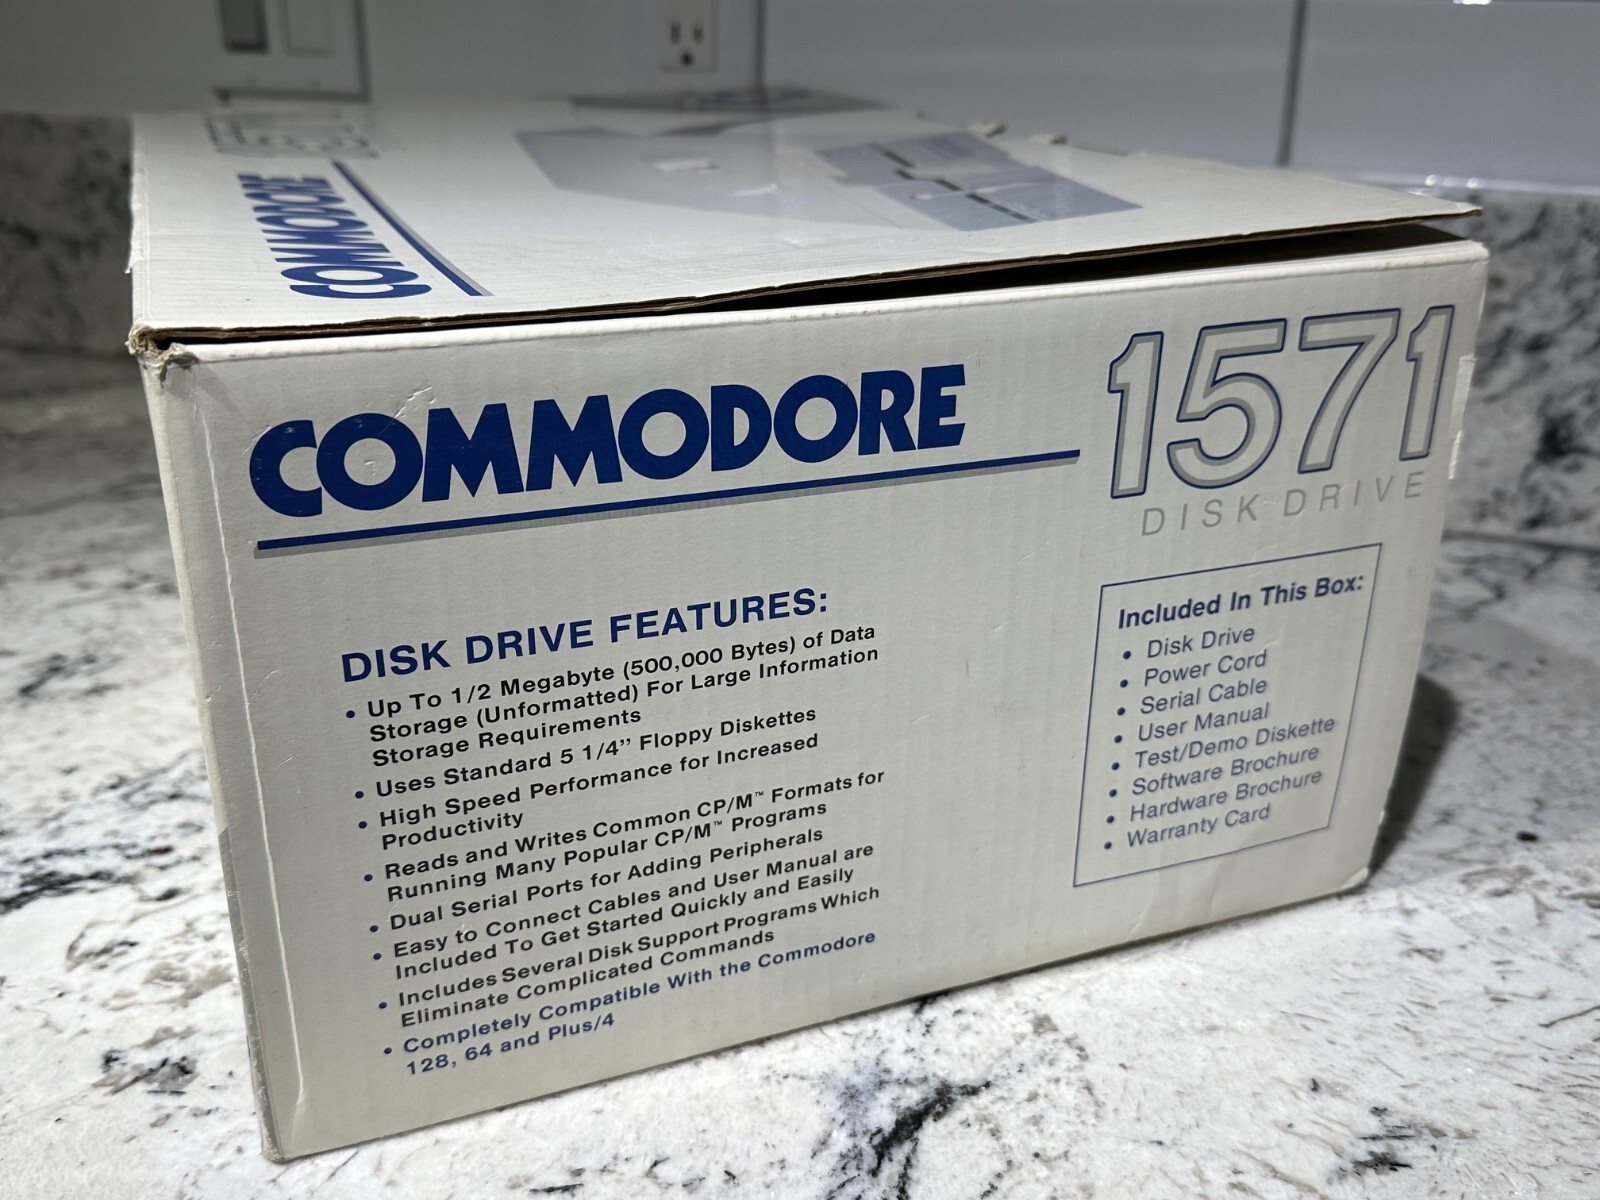 COMMODORE
COMMODORE
1571
DISK DRIVE
DISK DRIVE FEATURES:
• Up To 1/2 Megabyte (500,000 Bytes) of Data
Storage (Unformatted) For Large Information
Storage Requirements
• Uses Standard 5 1/4” Floppy Diskettes
• High Speed Performance for Increased
Productivity
• Reads and Writes Common CP/M™ Formats for
Running Many Popular CP/M™ Programs
• Dual Serial Ports for Adding Peripherals
• Easy to Connect Cables and User Manual are
Included To Get Started Quickly and Easily
• Includes Several Disk Support Programs Which
Eliminate Complicated Commands
• Completely Compatible With the Commodore
128, 64 and Plus/4
Included In This Box:
• Disk Drive
• Power Cord
• Serial Cable
• User Manual
• Test/Demo Diskette
• Software Brochure
• Hardware Brochure
• Warranty Card